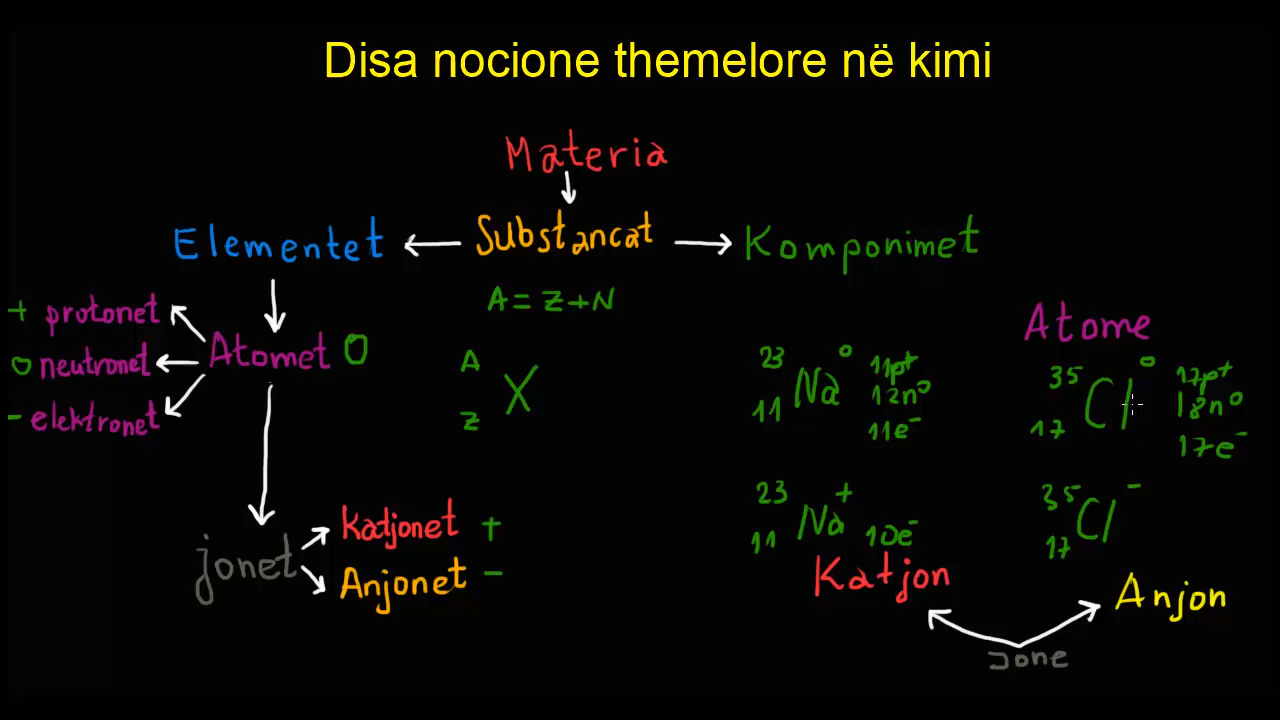 Disa nocione themelore në kimi
Materia
Elementet ← Substancat → Komponimet
A = Z + N
+ protonet
0 neutronet
- elektronet
Atomet 0
A
Z X
23
11 Na 0
11p+
12n0
11e-
Atome
35
17 Cl 0
17p+
18n0
17e-
jonet
Katjonet +
Anjonet -
23
11 Na +
10e-
Katjon
35
17 Cl -
Anjon
Jone